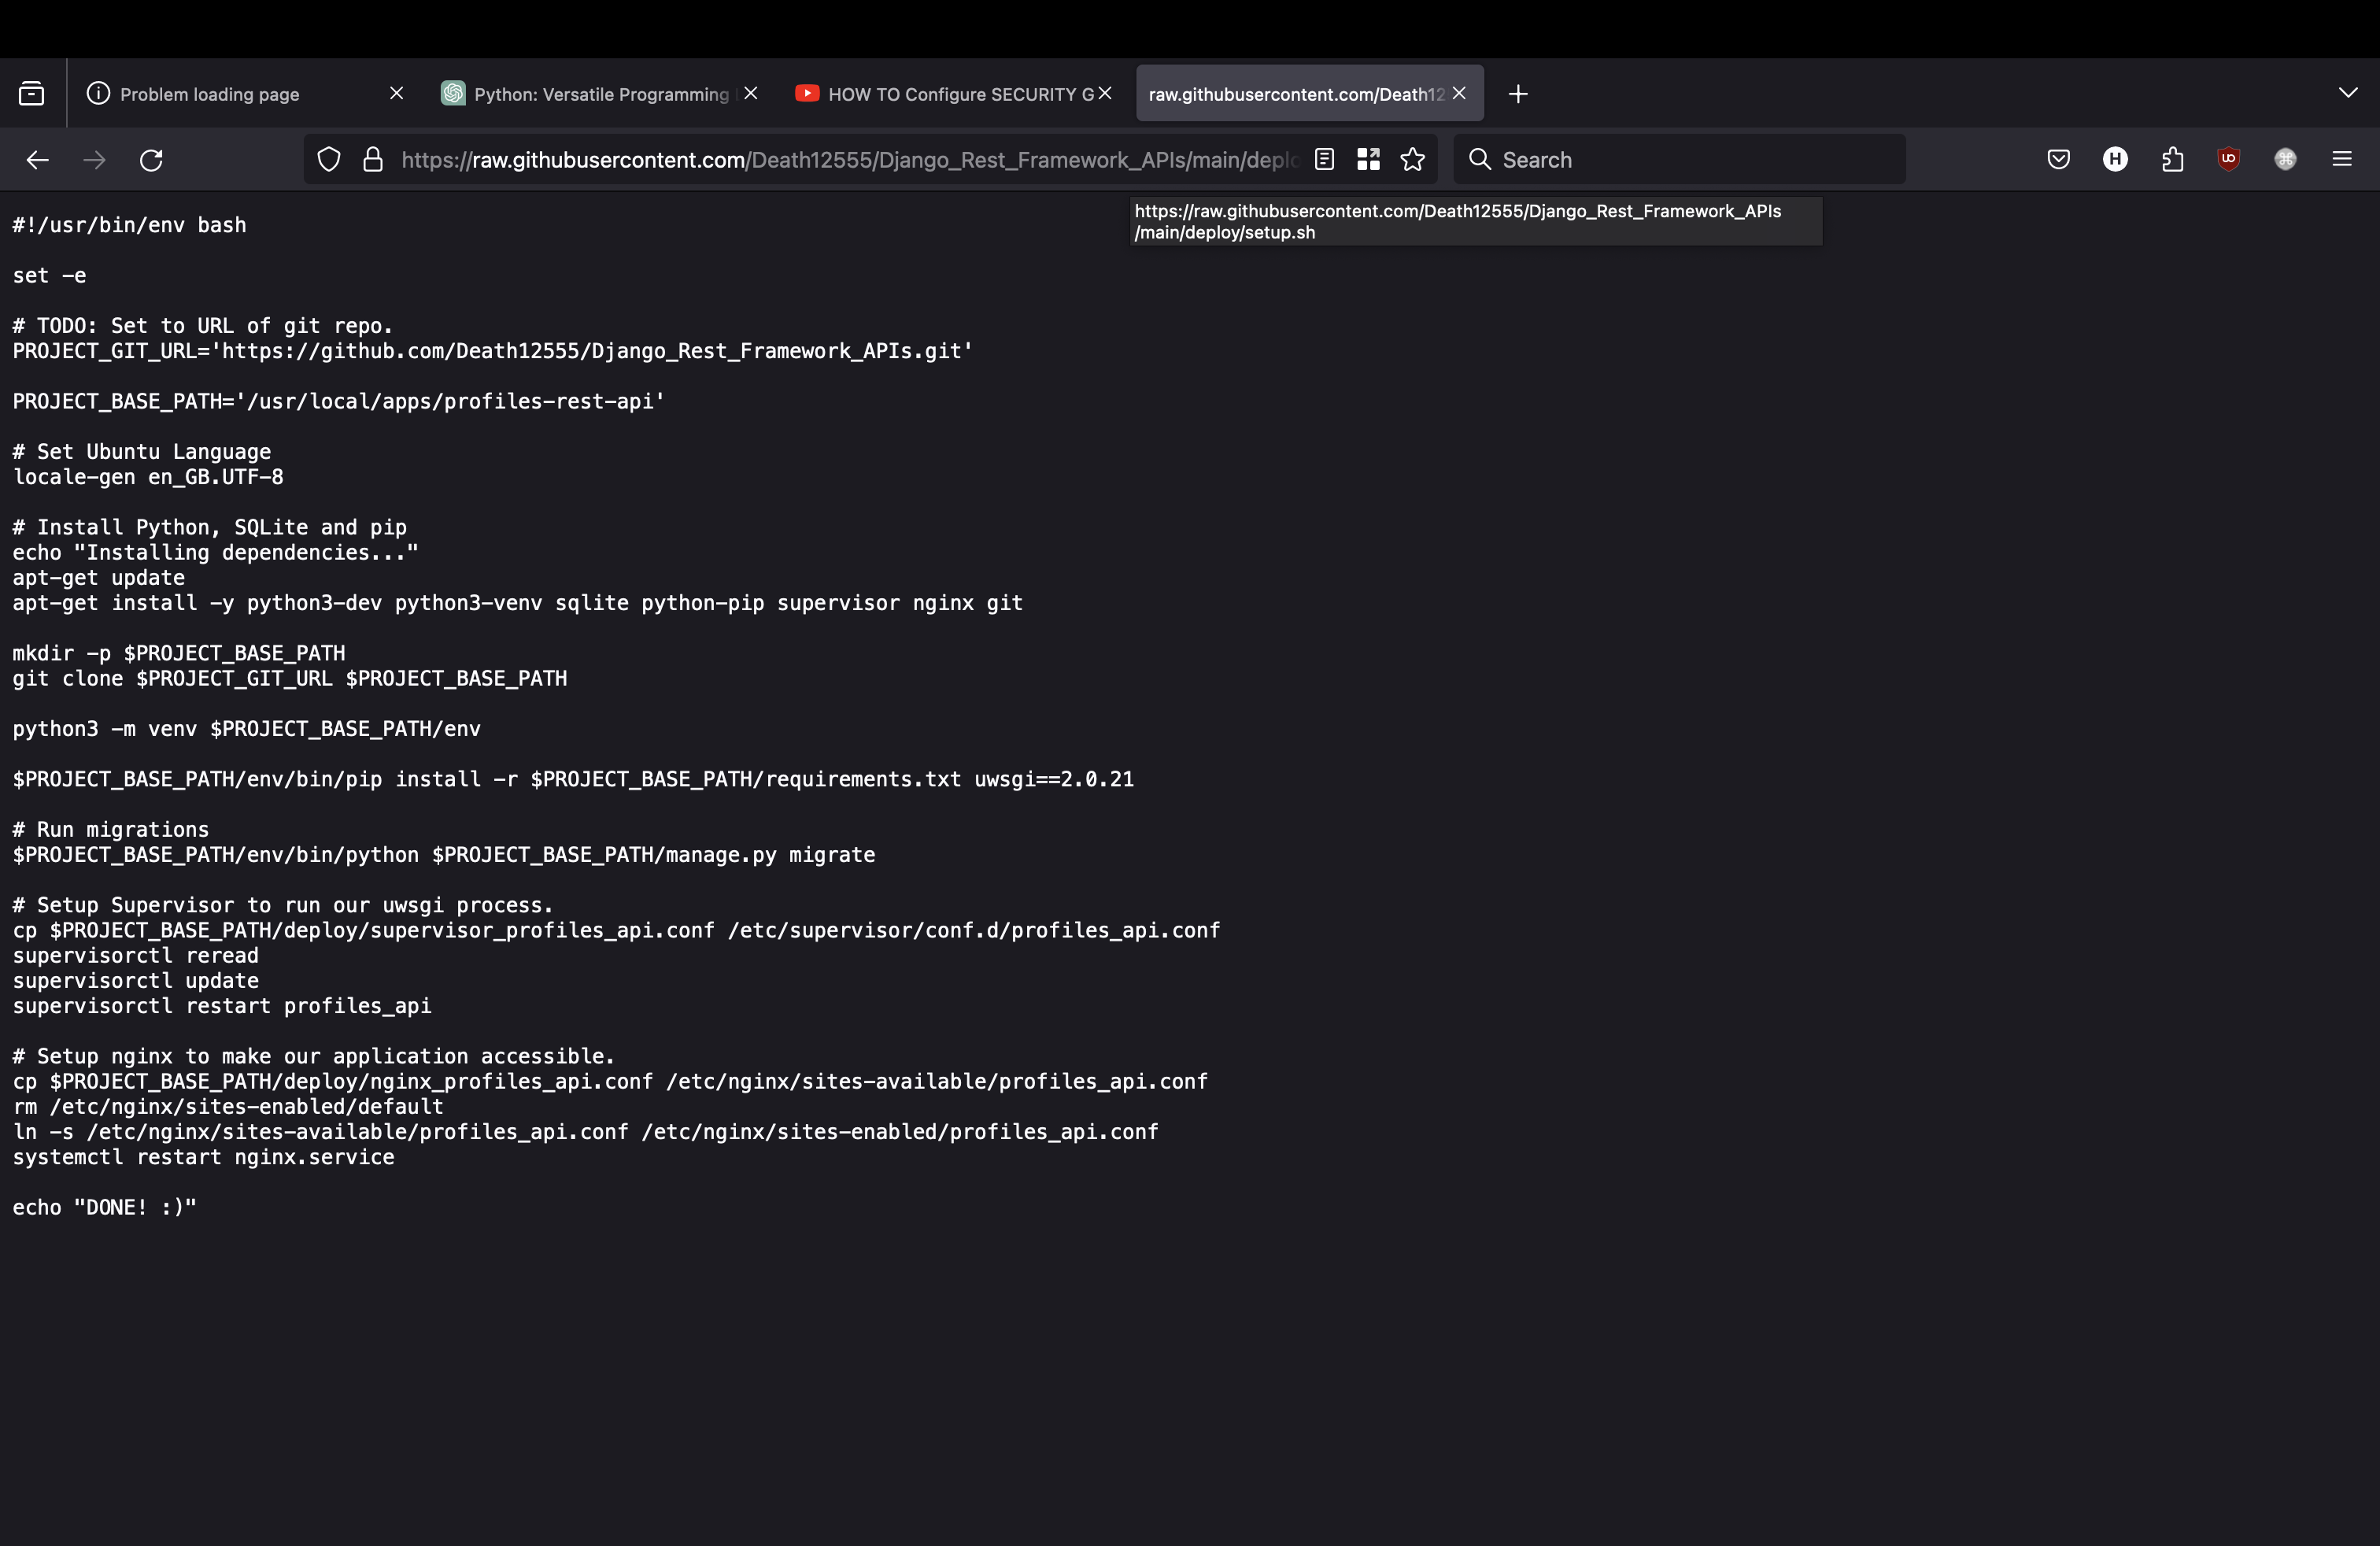 Problem loading page
Python: Versatile Programming
HOW TO Configure SECURITY G
raw.githubusercontent.com/Death12
https://raw.githubusercontent.com/Death12555/Django_Rest_Framework_APIs/main/deplo
Search
https://raw.githubusercontent.com/Death12555/Django_Rest_Framework_APIs
/main/deploy/setup.sh
#!/usr/bin/env bash
set -e
# TODO: Set to URL of git repo.
PROJECT_GIT_URL='https://github.com/Death12555/Django_Rest_Framework_APIs.git'
PROJECT_BASE_PATH='/usr/local/apps/profiles-rest-api'
# Set Ubuntu Language
locale-gen en_GB.UTF-8
# Install Python, SQLite and pip
echo "Installing dependencies..."
apt-get update
apt-get install -y python3-dev python3-venv sqlite python-pip supervisor nginx git
mkdir -p $PROJECT_BASE_PATH
git clone $PROJECT_GIT_URL $PROJECT_BASE_PATH
python3 -m venv $PROJECT_BASE_PATH/env
$PROJECT_BASE_PATH/env/bin/pip install -r $PROJECT_BASE_PATH/requirements.txt uwsgi==2.0.21
# Run migrations
$PROJECT_BASE_PATH/env/bin/python $PROJECT_BASE_PATH/manage.py migrate
# Setup Supervisor to run our uwsgi process.
cp $PROJECT_BASE_PATH/deploy/supervisor_profiles_api.conf /etc/supervisor/conf.d/profiles_api.conf
supervisorctl reread
supervisorctl update
supervisorctl restart profiles_api
# Setup nginx to make our application accessible.
cp $PROJECT_BASE_PATH/deploy/nginx_profiles_api.conf /etc/nginx/sites-available/profiles_api.conf
rm /etc/nginx/sites-enabled/default
ln -s /etc/nginx/sites-available/profiles_api.conf /etc/nginx/sites-enabled/profiles_api.conf
systemctl restart nginx.service
echo "DONE! :)"